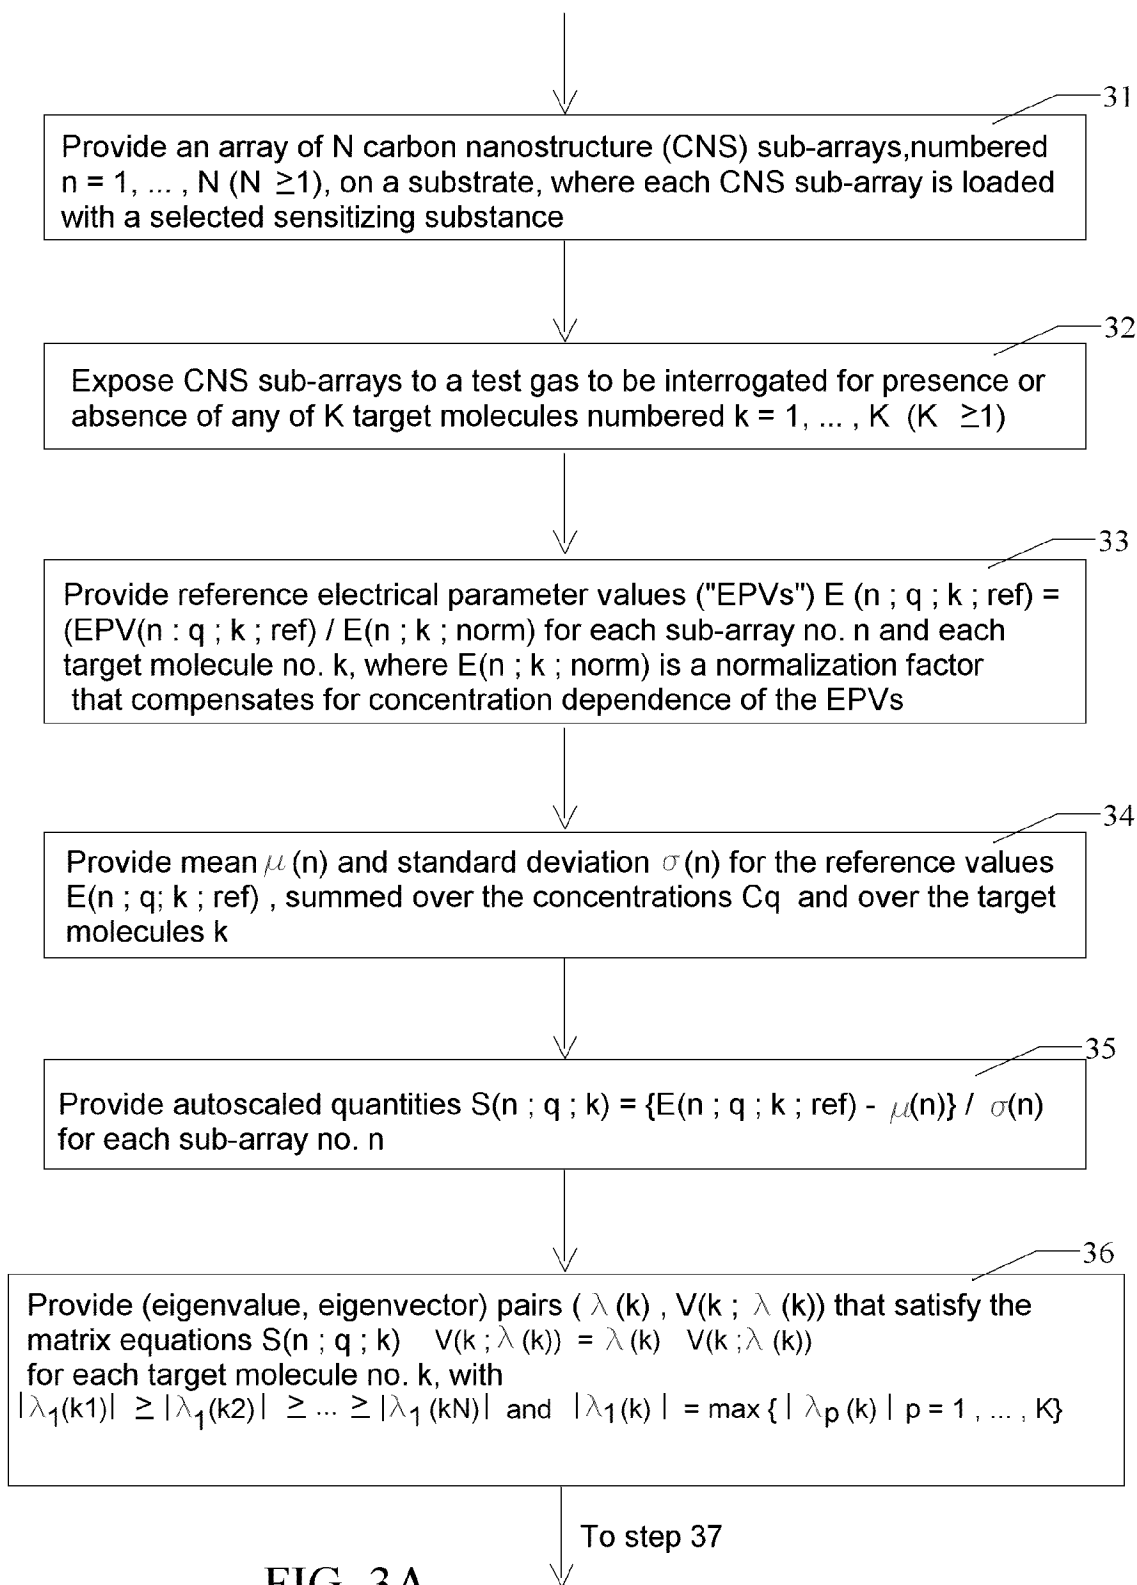 31
Provide an array of N carbon nanostructure (CNS) sub-arrays,numbered
n = 1, ... , N (N ≥1), on a substrate, where each CNS sub-array is loaded
with a selected sensitizing substance
32
Expose CNS sub-arrays to a test gas to be interrogated for presence or
absence of any of K target molecules numbered k = 1, ... , K (K ≥1)
33
Provide reference electrical parameter values ("EPVs") E (n ; q ; k ; ref) =
(EPV(n : q ; k ; ref) / E(n ; k ; norm) for each sub-array no. n and each
target molecule no. k, where E(n ; k ; norm) is a normalization factor
that compensates for concentration dependence of the EPVs
34
Provide mean μ (n) and standard deviation σ (n) for the reference values
E(n ; q; k ; ref) , summed over the concentrations Cq and over the target
molecules k
35
Provide autoscaled quantities S(n ; q ; k) = {E(n ; q ; k ; ref) - μ(n)} / σ(n)
for each sub-array no. n
36
Provide (eigenvalue, eigenvector) pairs ( λ (k) , V(k ; λ (k)) that satisfy the
matrix equations S(n ; q ; k) V(k ; λ (k)) = λ (k) V(k ; λ (k))
for each target molecule no. k, with
|λ₁(k1)| ≥ |λ₁(k2)| ≥ ... ≥ |λ₁ (kN)| and |λ₁(k) | = max { | λp (k) | p = 1 , ... , K}
To step 37
FIG. 3A